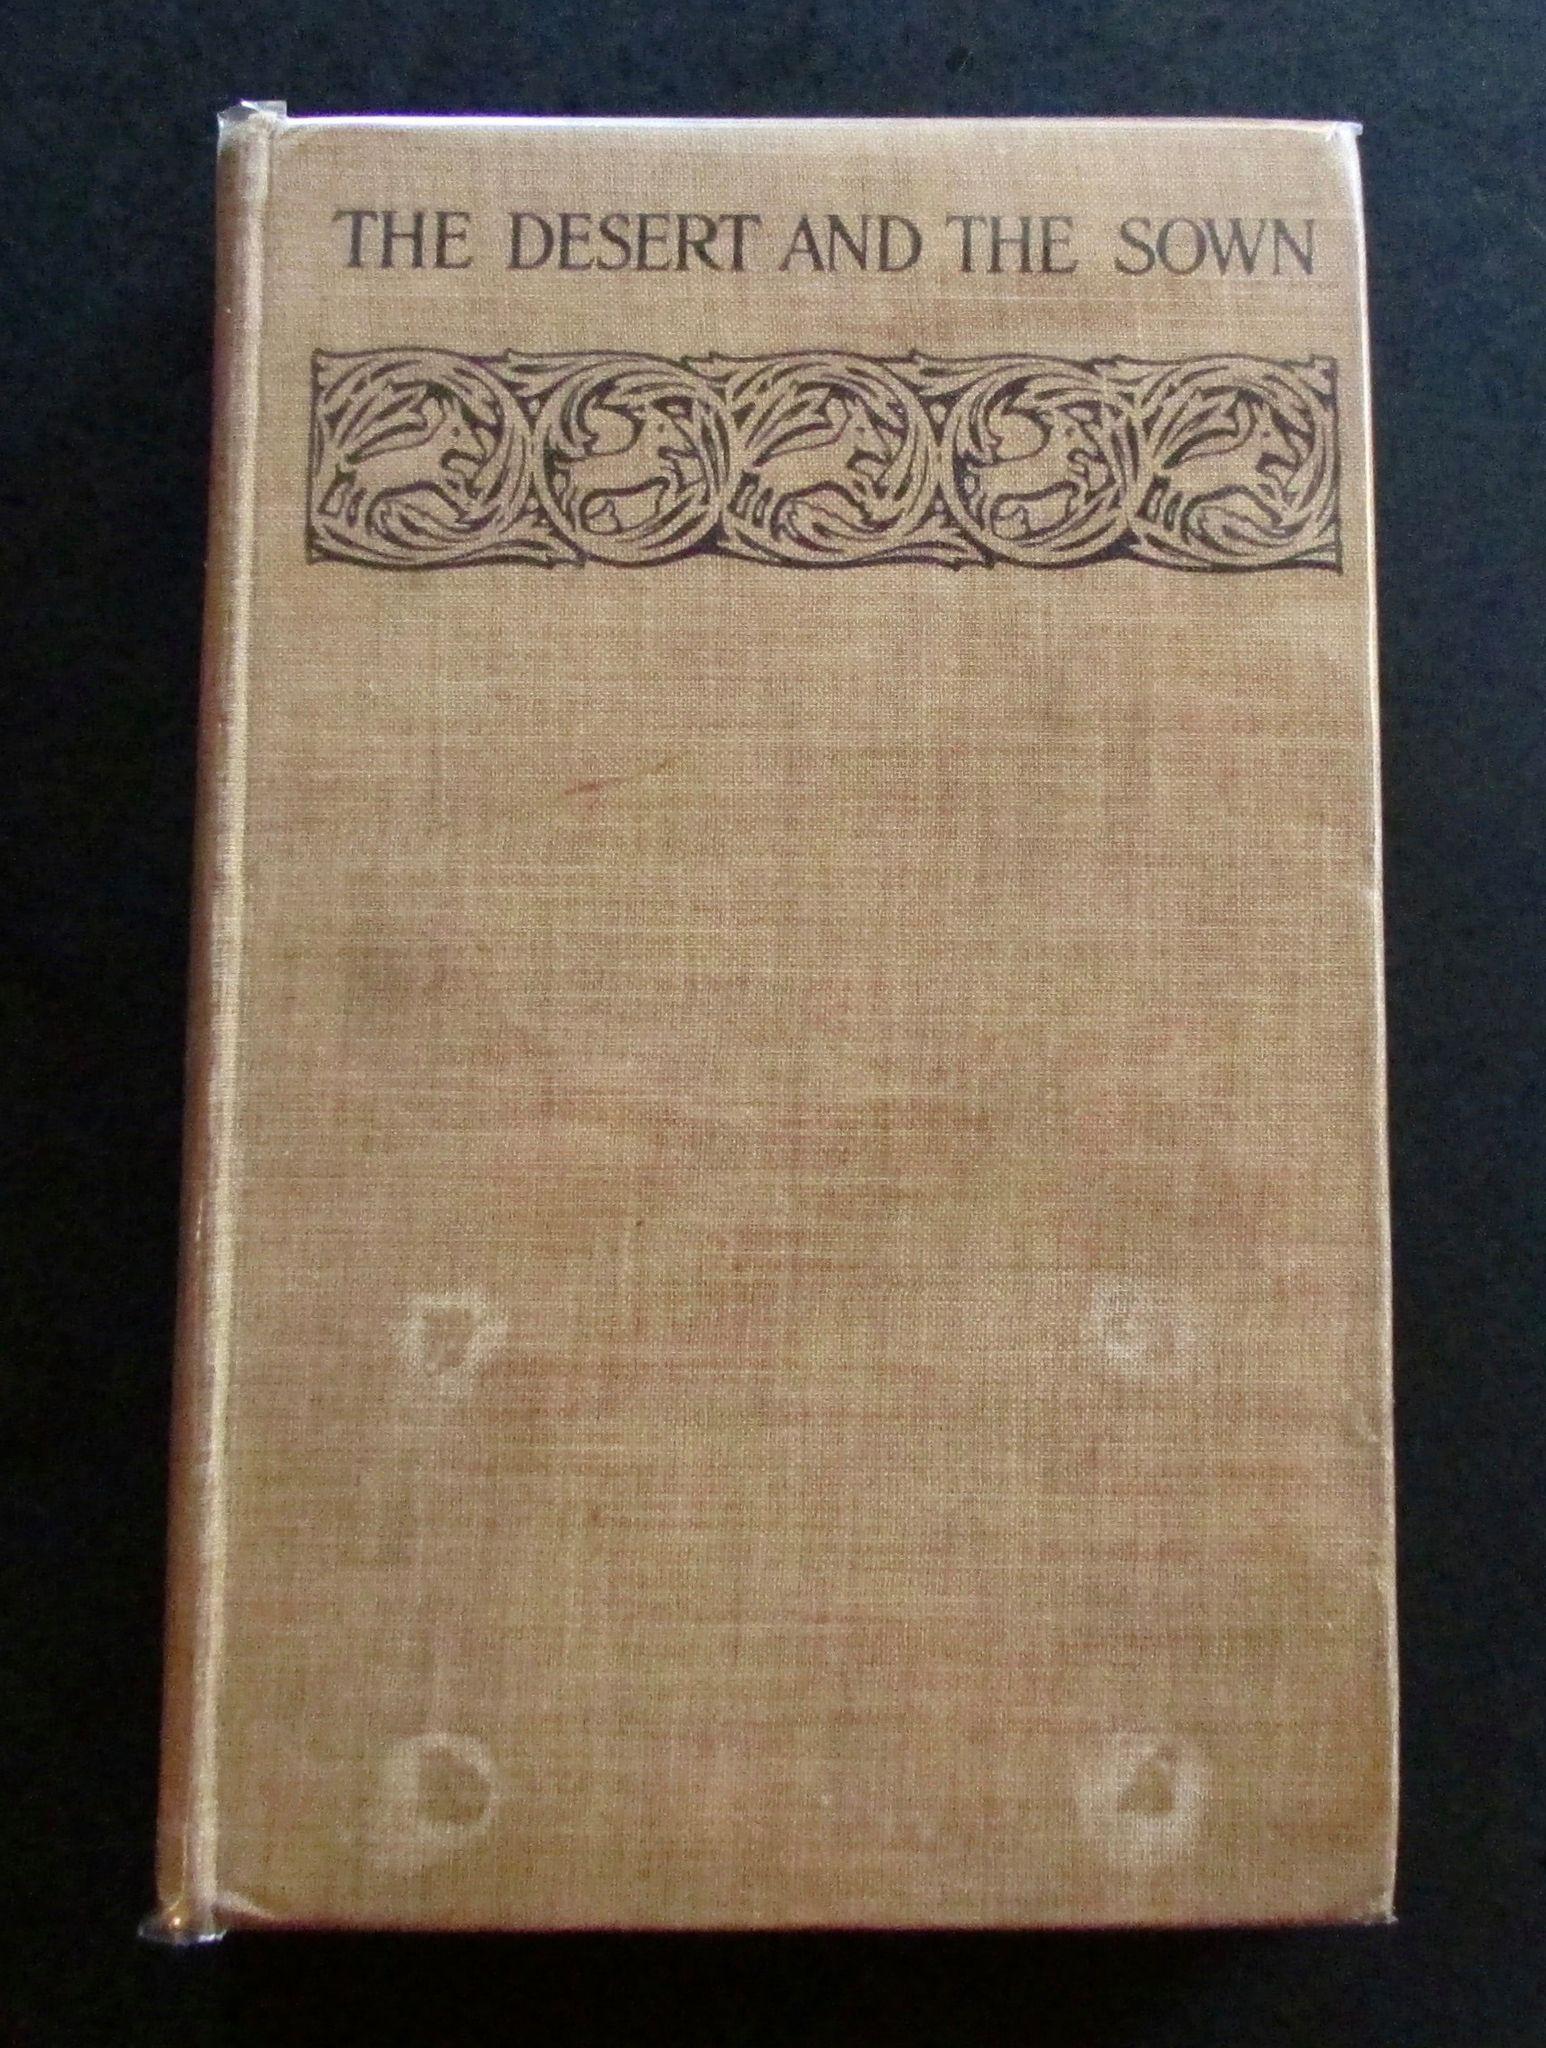 THE DESERT AND THE SOWN